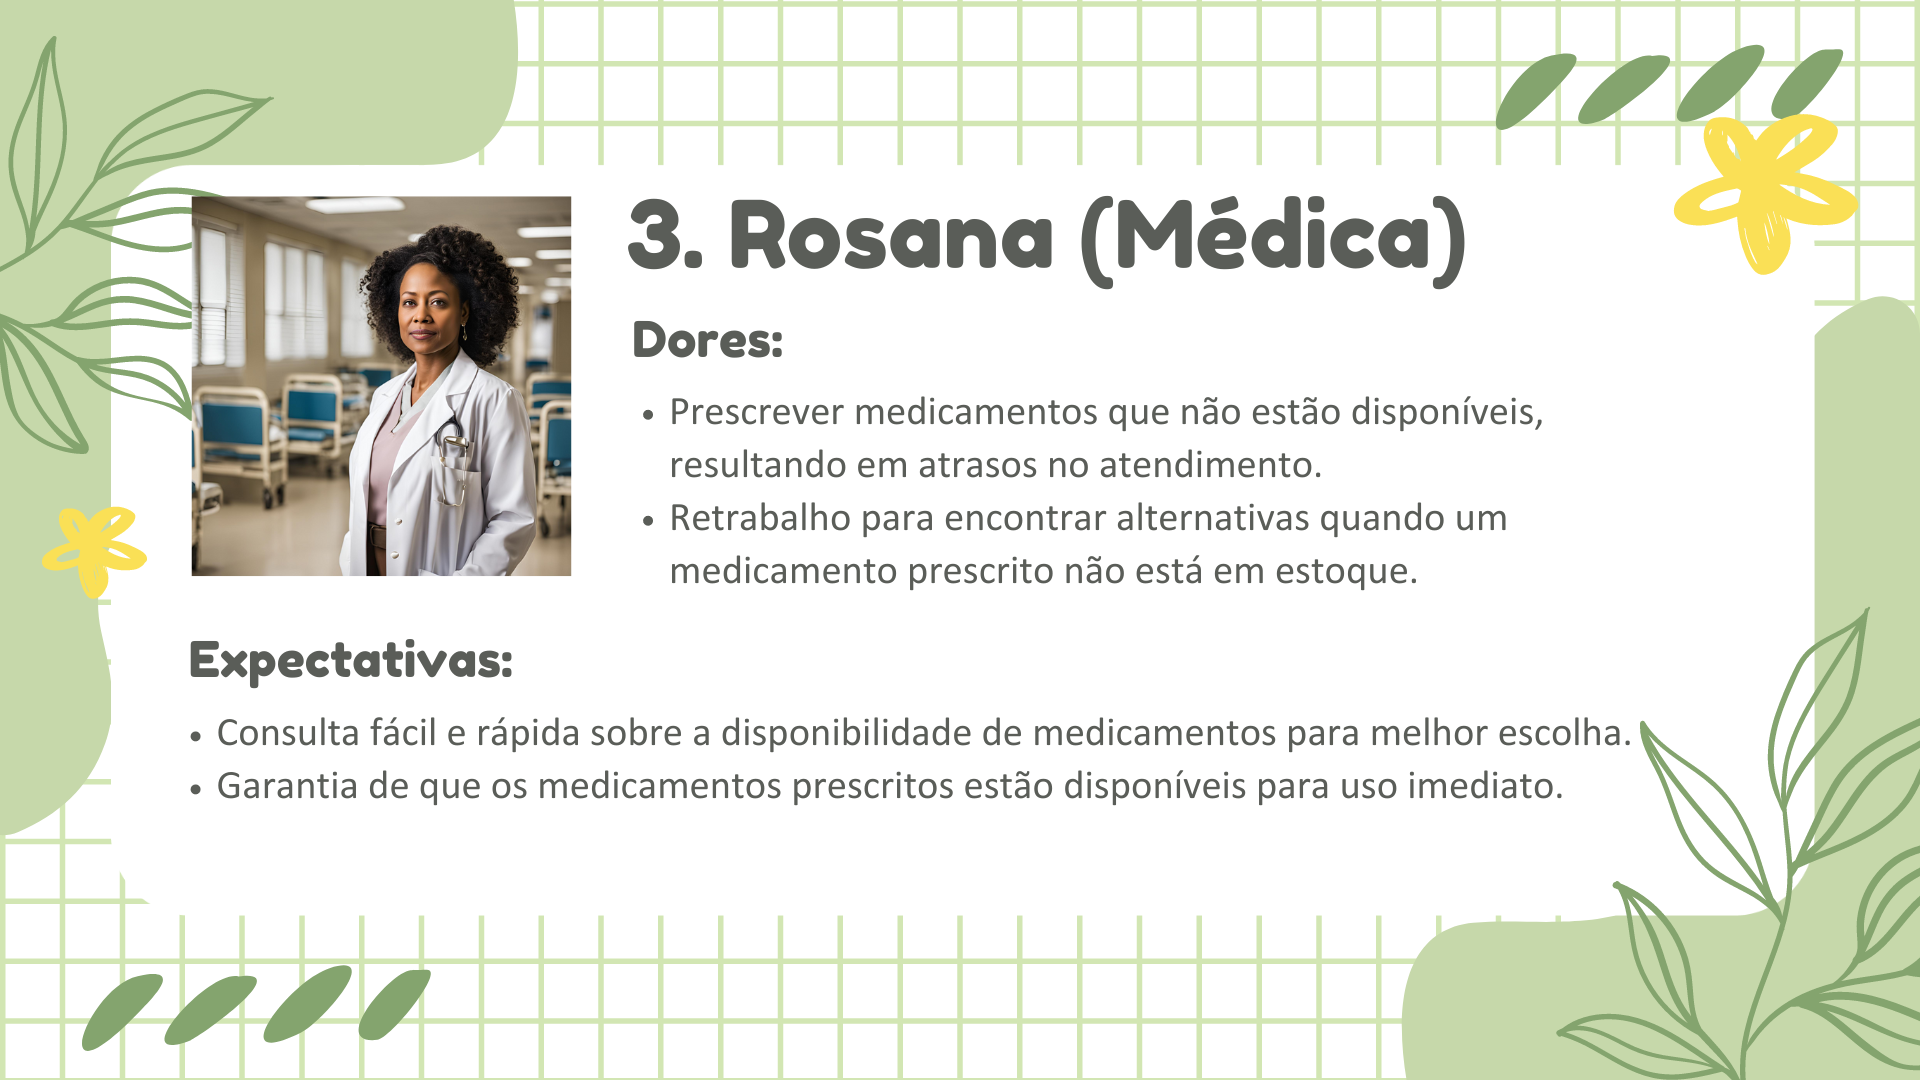 3. Rosana (Médica)
Dores:
• Prescrever medicamentos que não estão disponíveis,
resultando em atrasos no atendimento.
• Retrabalho para encontrar alternativas quando um
medicamento prescrito não está em estoque.
Expectativas:
• Consulta fácil e rápida sobre a disponibilidade de medicamentos para melhor escolha.
• Garantia de que os medicamentos prescritos estão disponíveis para uso imediato.